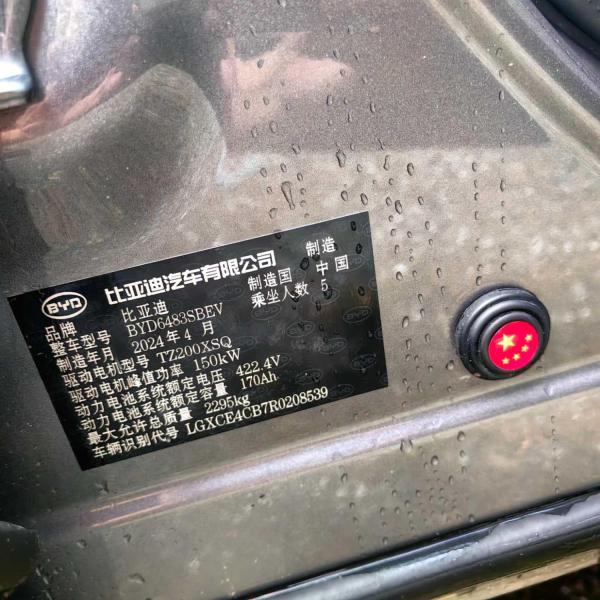 BYD 比亚迪汽车有限公司 制造
品牌 比亚迪 制造国 中国
整车型号 BYD6483SBEV 乘坐人数 5
制造年月 2024年4月
驱动电机型号 TZ200XSQ
驱动电机峰值功率 150kW
动力电池系统额定电压 422.4V
动力电池系统额定容量 170Ah
最大允许总质量 2295kg
车辆识别代号 LGXCE4CB7R0208539